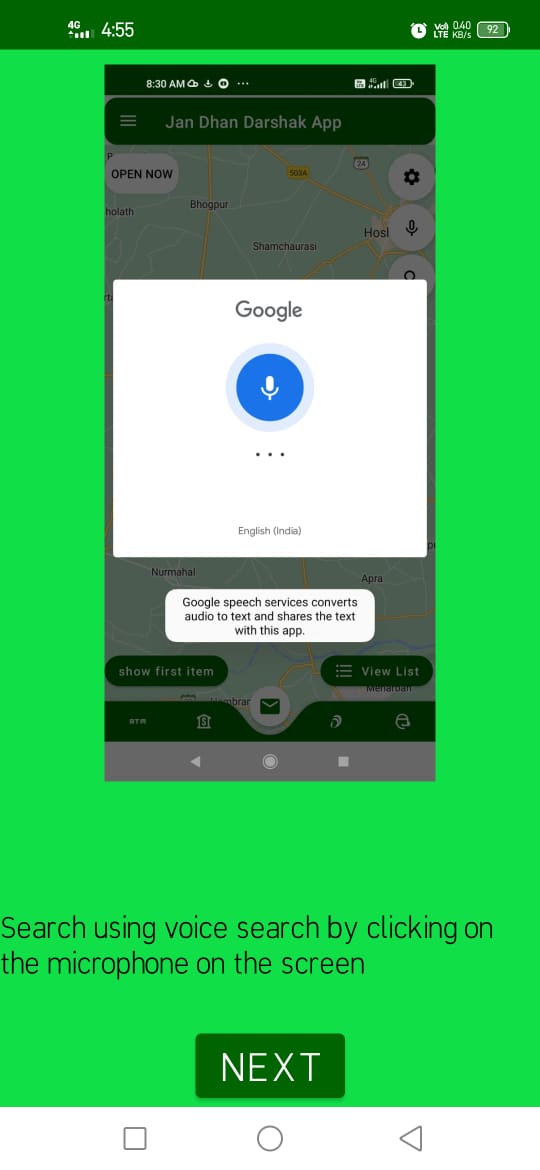 4G 4:55 Vo) 0.40 LTE KB/s 92
8:30 AM 4G 43
Jan Dhan Darshak App
OPEN NOW
503A
24
Bhogpur
holath
Hosl
Shamchaurasi
Google
...
English (India)
Nurmahal
Apra
Google speech services converts
audio to text and shares the text
with this app.
show first item
View List
Mehatban
ATM
Search using voice search by clicking on
the microphone on the screen
NEXT